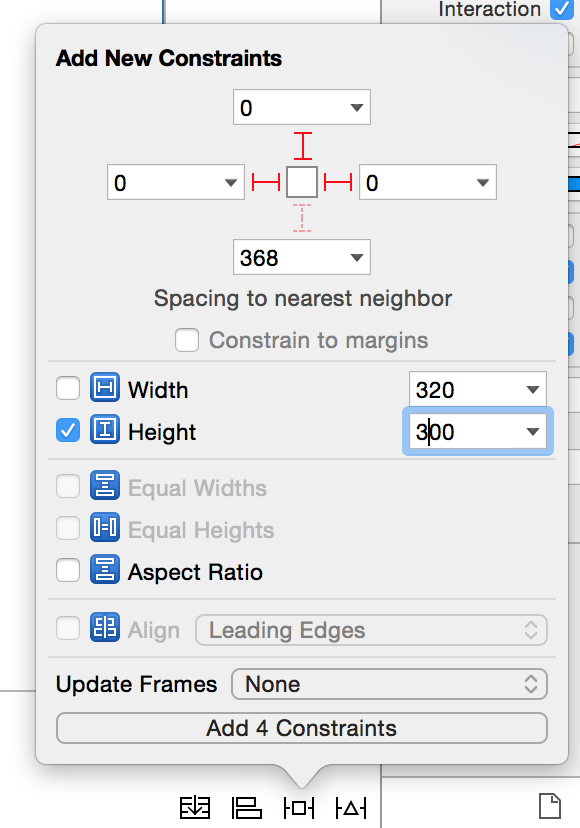 Interaction
Add New Constraints
0
0
0
368
Spacing to nearest neighbor
Constrain to margins
Width 320
Height 300
Equal Widths
Equal Heights
Aspect Ratio
Align Leading Edges
Update Frames None
Add 4 Constraints